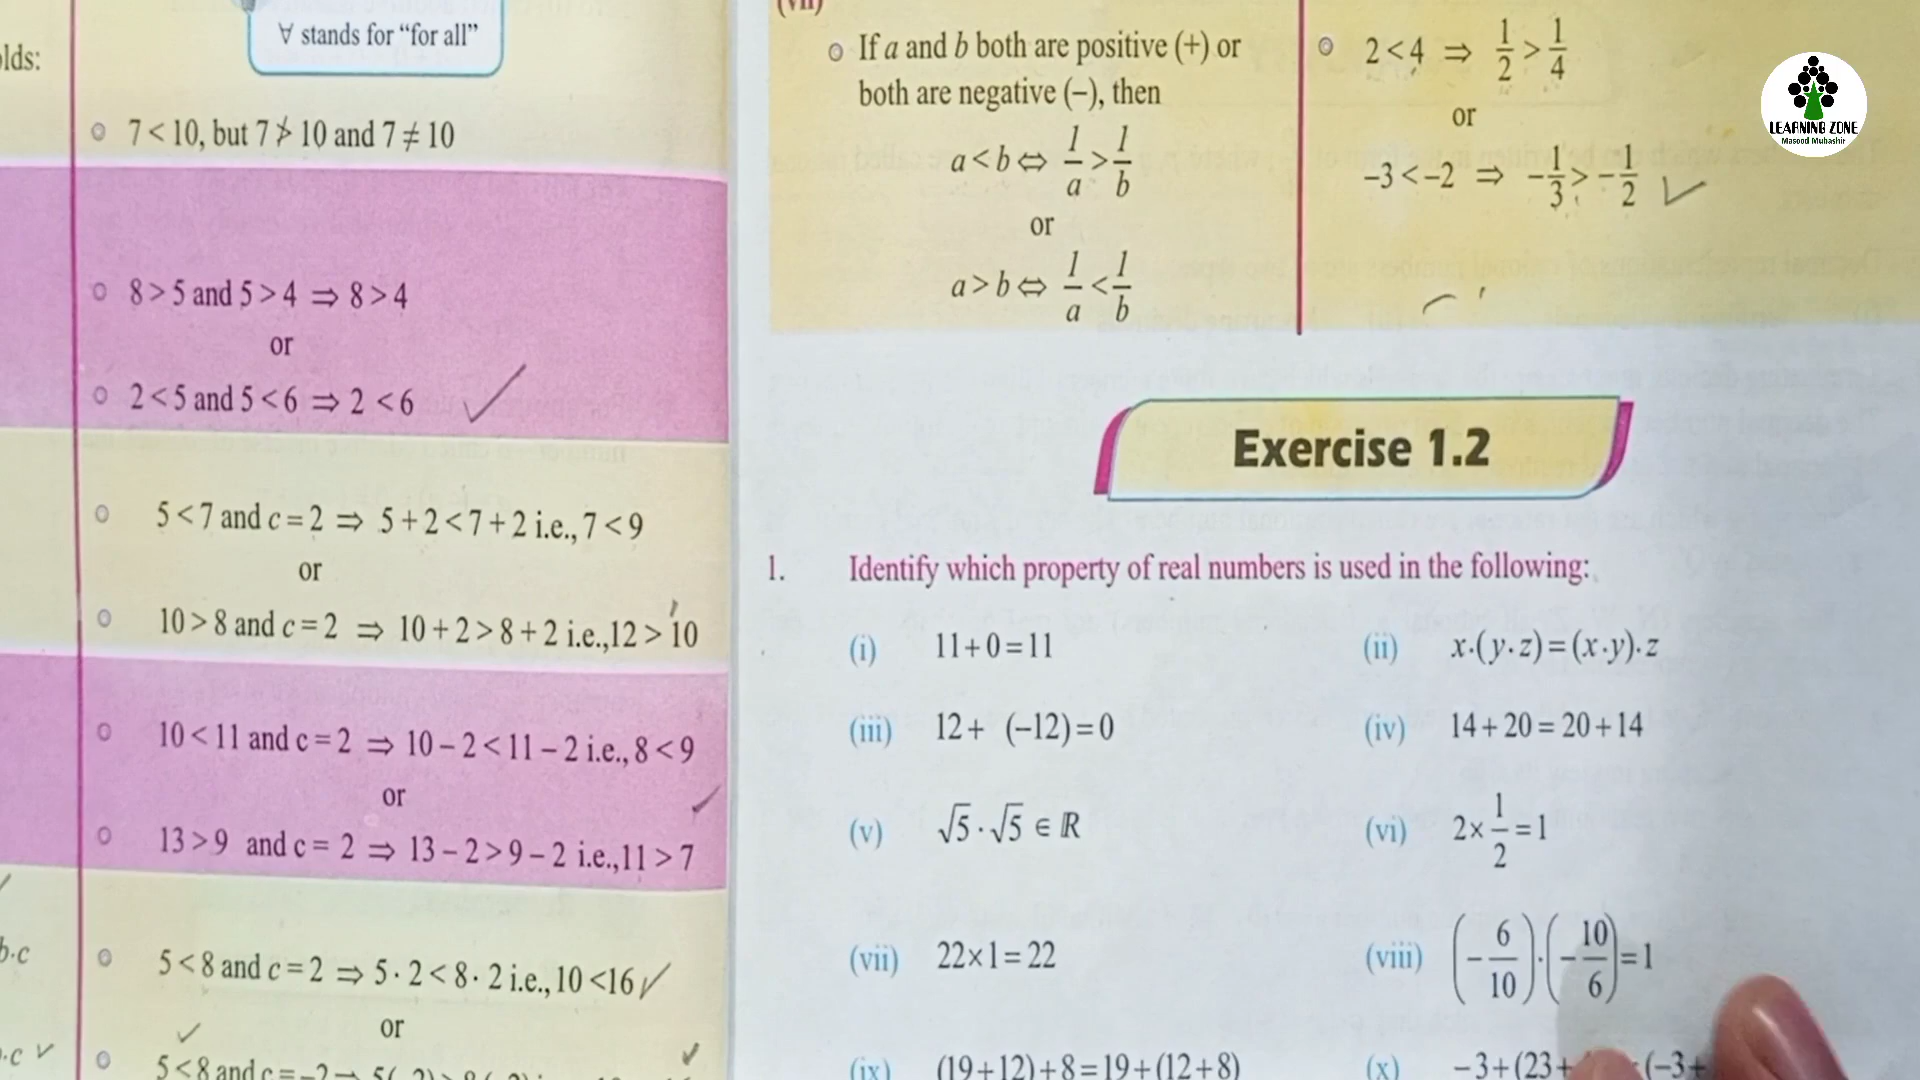 ∀ stands for “for all”
lds:
7 < 10, but 7 ≯ 10 and 7 ≠ 10
8 > 5 and 5 > 4 ⇒ 8 > 4
or
2 < 5 and 5 < 6 ⇒ 2 < 6
5 < 7 and c = 2 ⇒ 5 + 2 < 7 + 2 i.e., 7 < 9
or
10 > 8 and c = 2 ⇒ 10 + 2 > 8 + 2 i.e., 12 > 10
10 < 11 and c = 2 ⇒ 10 – 2 < 11 – 2 i.e., 8 < 9
or
13 > 9 and c = 2 ⇒ 13 – 2 > 9 – 2 i.e., 11 > 7
b·c
5 < 8 and c = 2 ⇒ 5 · 2 < 8 · 2 i.e., 10 < 16
or
·c
5 < 8 and c = –2
(vii)
If a and b both are positive (+) or
both are negative (–), then
a < b ⇔ 1/a > 1/b
or
a > b ⇔ 1/a < 1/b
2 < 4 ⇒ 1/2 > 1/4
or
–3 < –2 ⇒ –1/3 > –1/2
LEARNING ZONE
Masood Mubashir
Exercise 1.2
1. Identify which property of real numbers is used in the following:
(i) 11 + 0 = 11 (ii) x·(y·z) = (x·y)·z
(iii) 12 + (–12) = 0 (iv) 14 + 20 = 20 + 14
(v) √5 · √5 ∈ ℝ (vi) 2 × 1/2 = 1
(vii) 22 × 1 = 22 (viii) (–6/10)·(–10/6) = 1
(ix) (19+12)+8 = 19+(12+8) (x) –3+(23+ (–3+